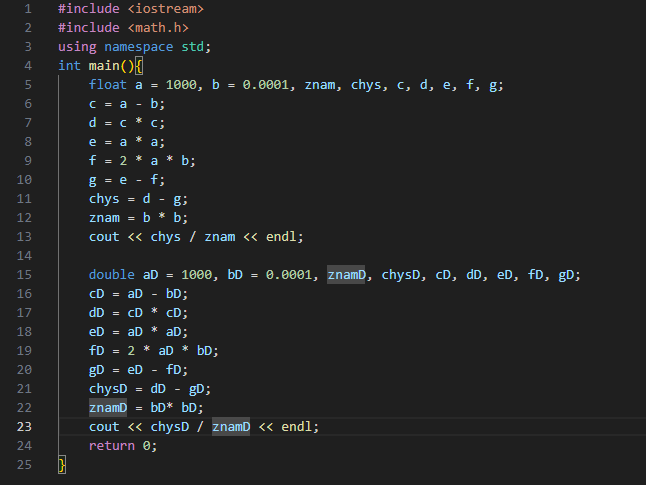 1 #include <iostream>
2 #include <math.h>
3 using namespace std;
4 int main(){
5 float a = 1000, b = 0.0001, znam, chys, c, d, e, f, g;
6 c = a - b;
7 d = c * c;
8 e = a * a;
9 f = 2 * a * b;
10 g = e - f;
11 chys = d - g;
12 znam = b * b;
13 cout << chys / znam << endl;
14
15 double aD = 1000, bD = 0.0001, znamD, chysD, cD, dD, eD, fD, gD;
16 cD = aD - bD;
17 dD = cD * cD;
18 eD = aD * aD;
19 fD = 2 * aD * bD;
20 gD = eD - fD;
21 chysD = dD - gD;
22 znamD = bD* bD;
23 cout << chysD / znamD << endl;
24 return 0;
25 }